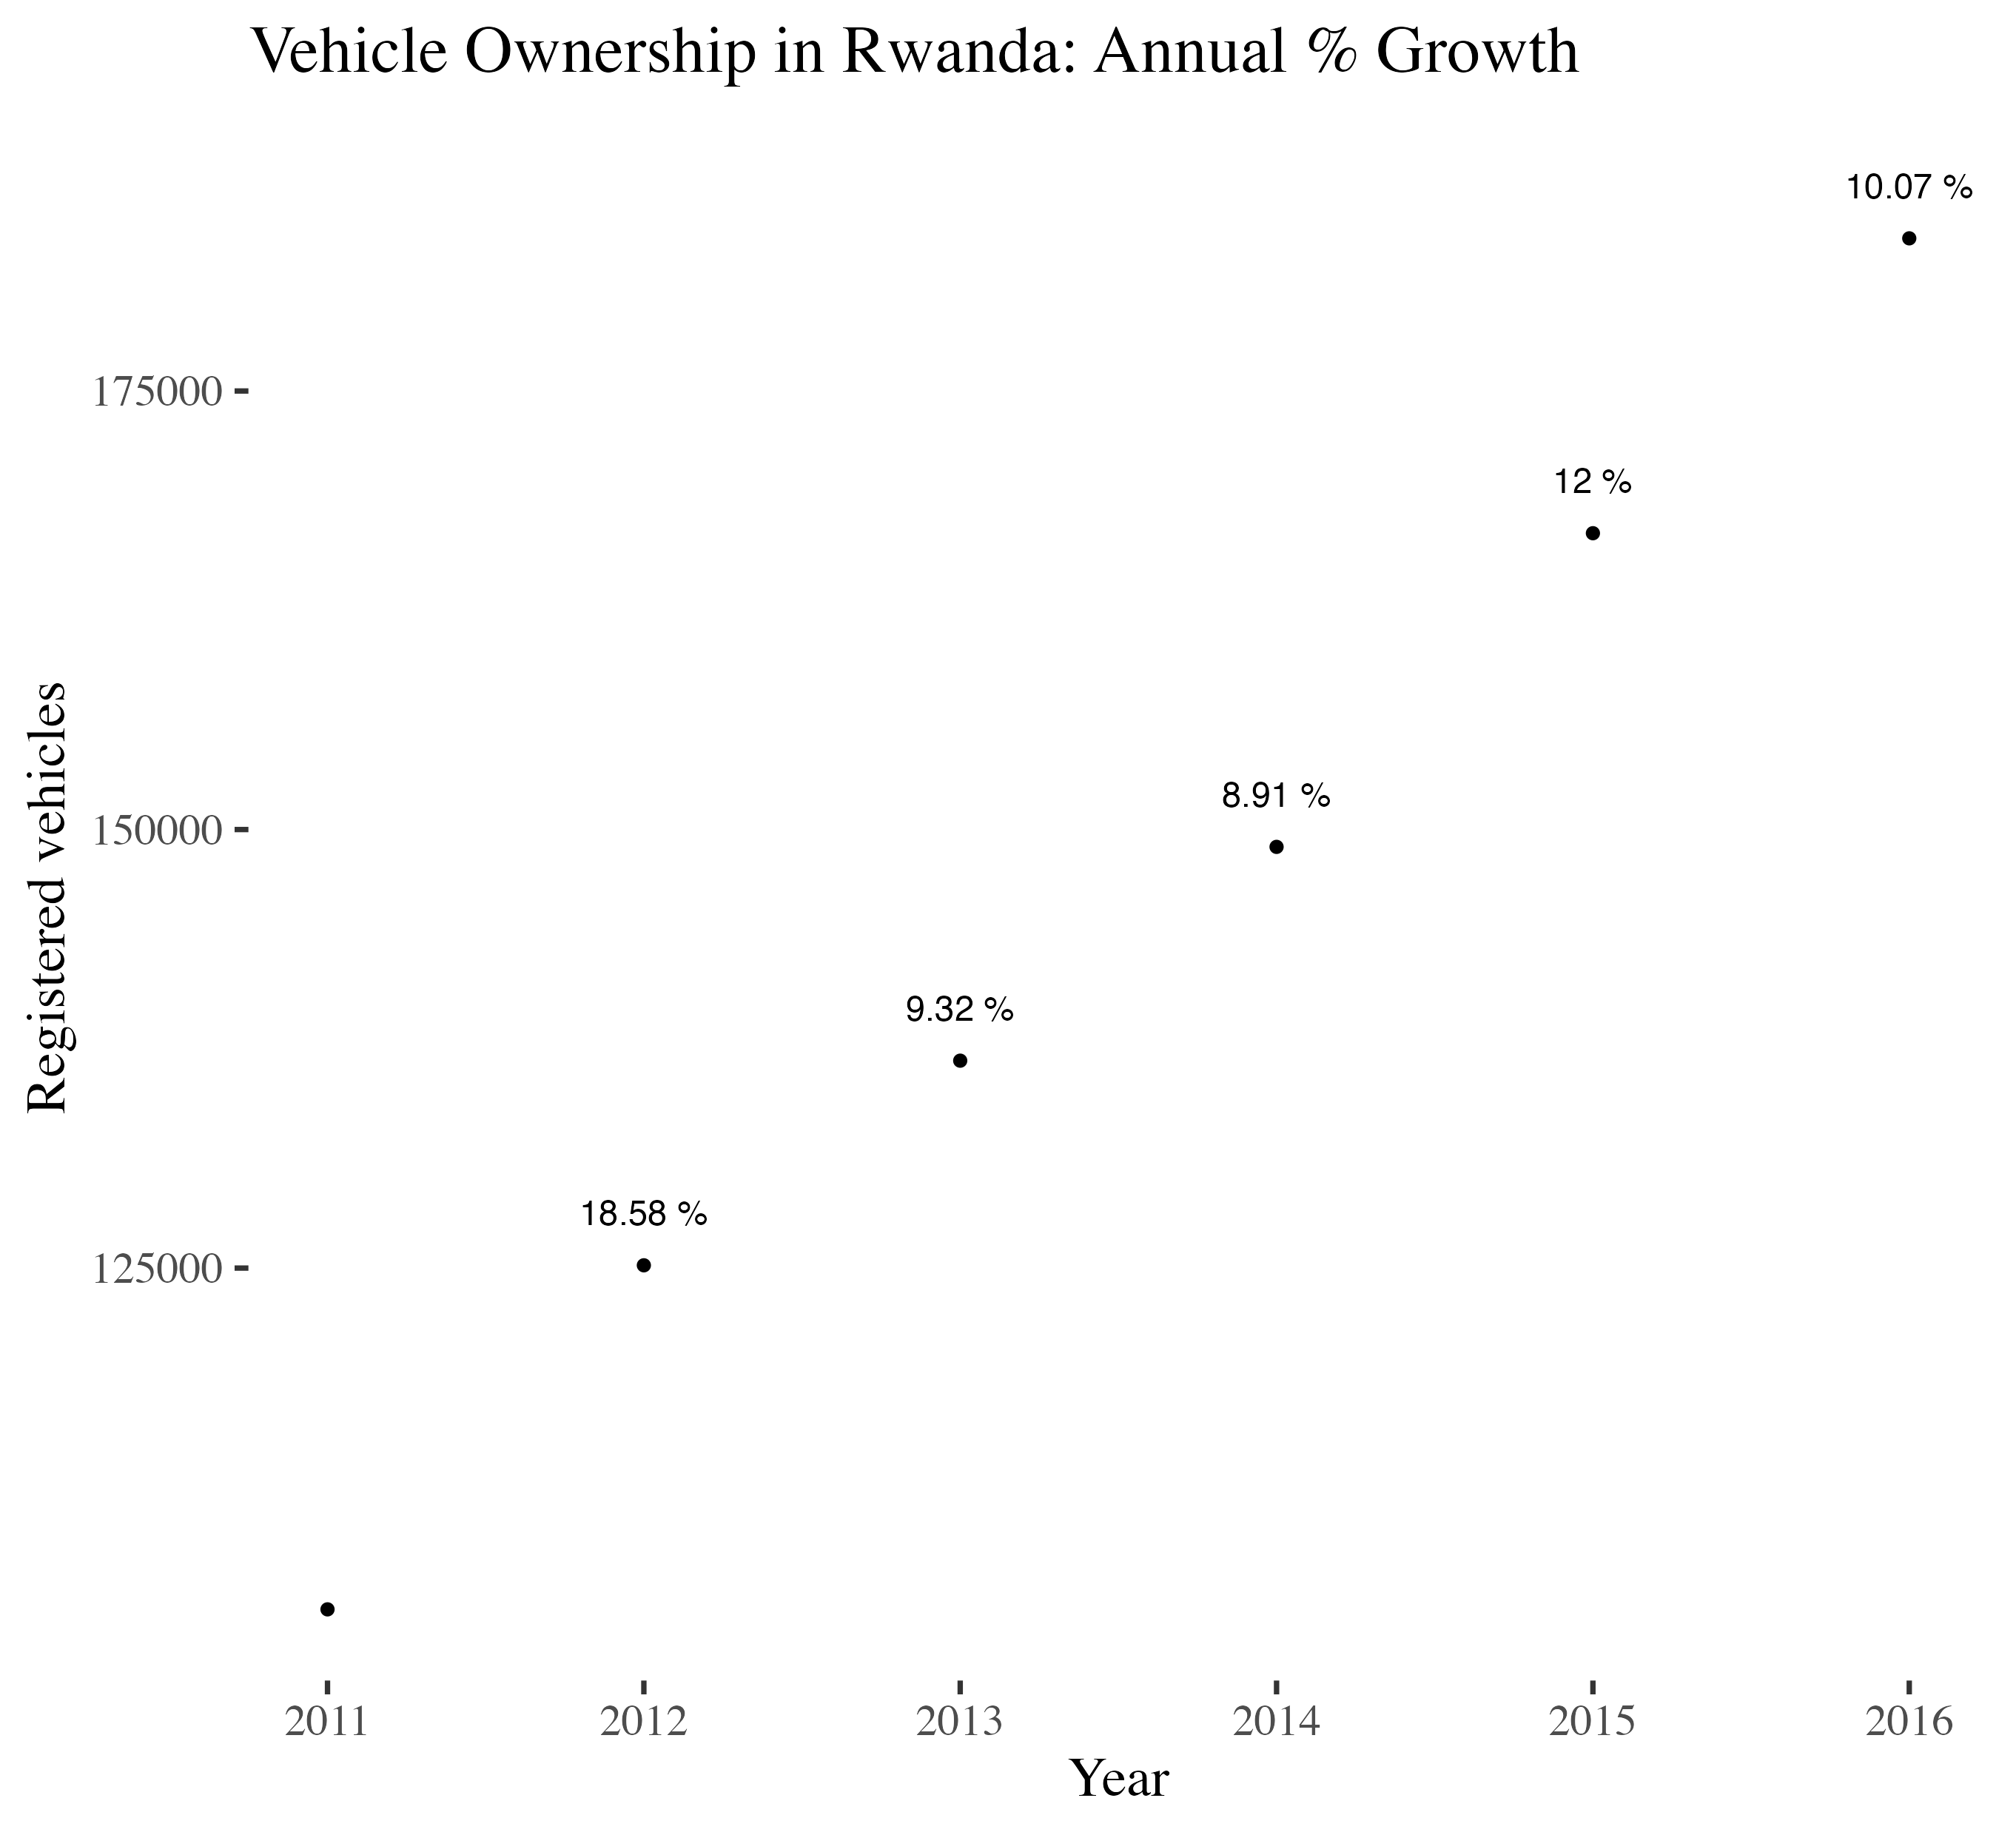 Vehicle Ownership in Rwanda: Annual % Growth
10.07 %
175000
12 %
Registered vehicles
150000
8.91 %
9.32 %
125000
18.58 %
2011 2012 2013 2014 2015 2016
Year